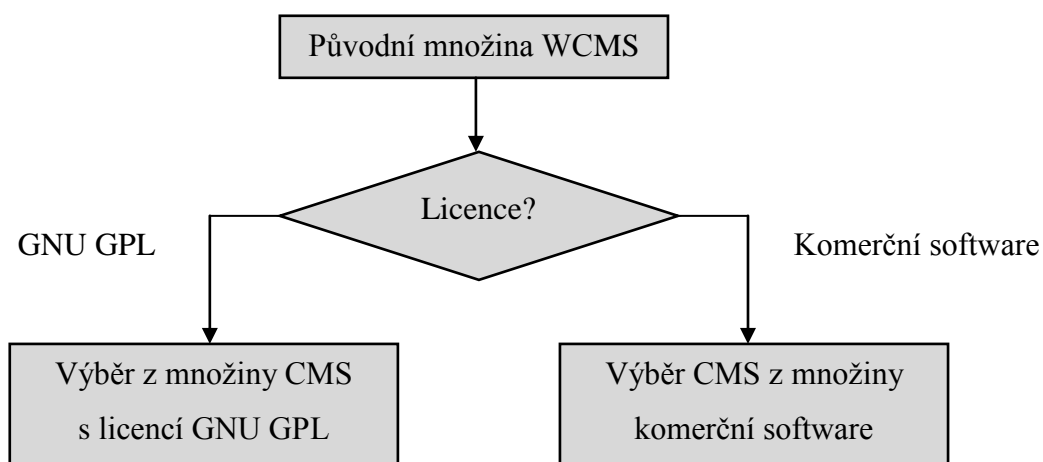 Původní množina WCMS
Licence?
GNU GPL
Komerční software
Výběr z množiny CMS
s licencí GNU GPL
Výběr CMS z množiny
komerční software